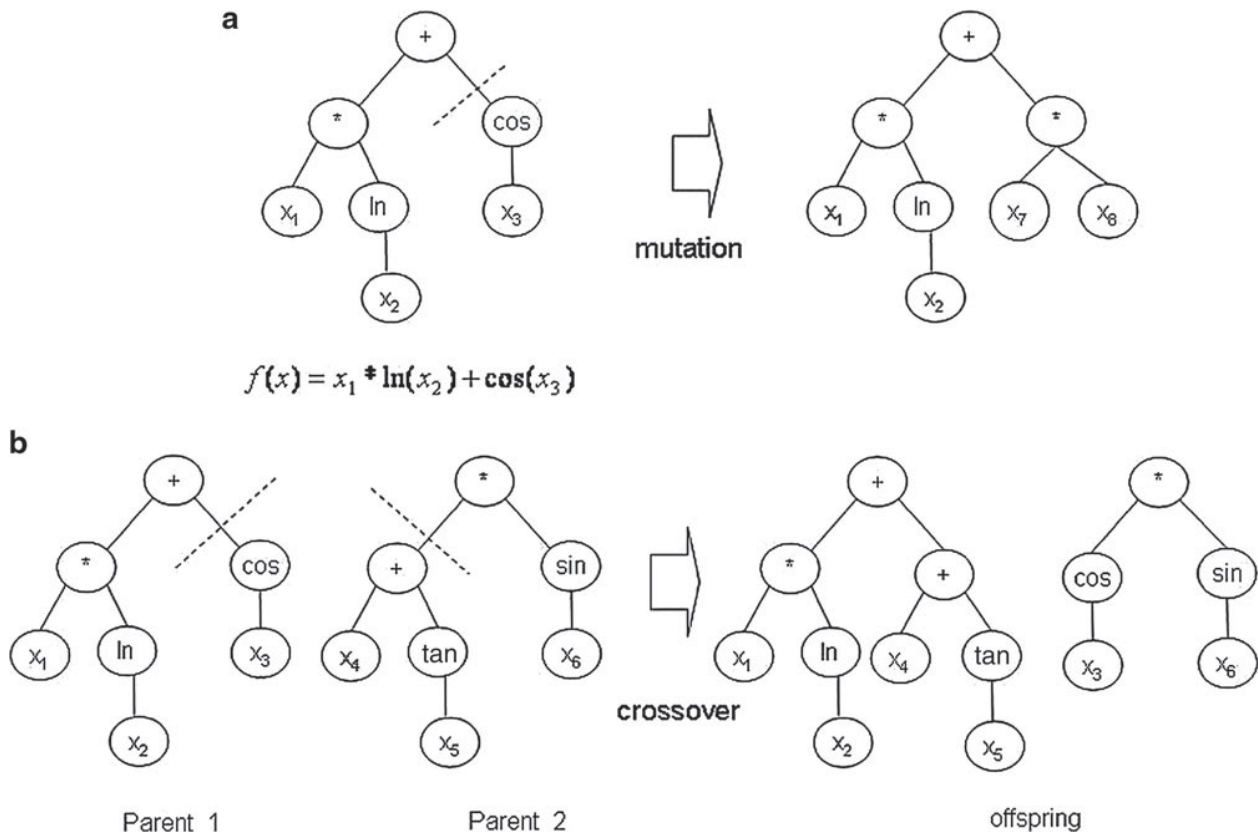 a
+
+
*
cos
*
*
x₁
ln
x₃
x₁
ln
x₇
x₈
mutation
x₂
x₂
f(x) = x₁ * ln(x₂) + cos(x₃)
b
+
*
+
*
*
cos
+
sin
*
+
cos
sin
x₁
ln
x₃
x₄
tan
x₆
x₁
ln
x₄
tan
x₃
x₆
crossover
x₂
x₅
x₂
x₅
Parent 1
Parent 2
offspring